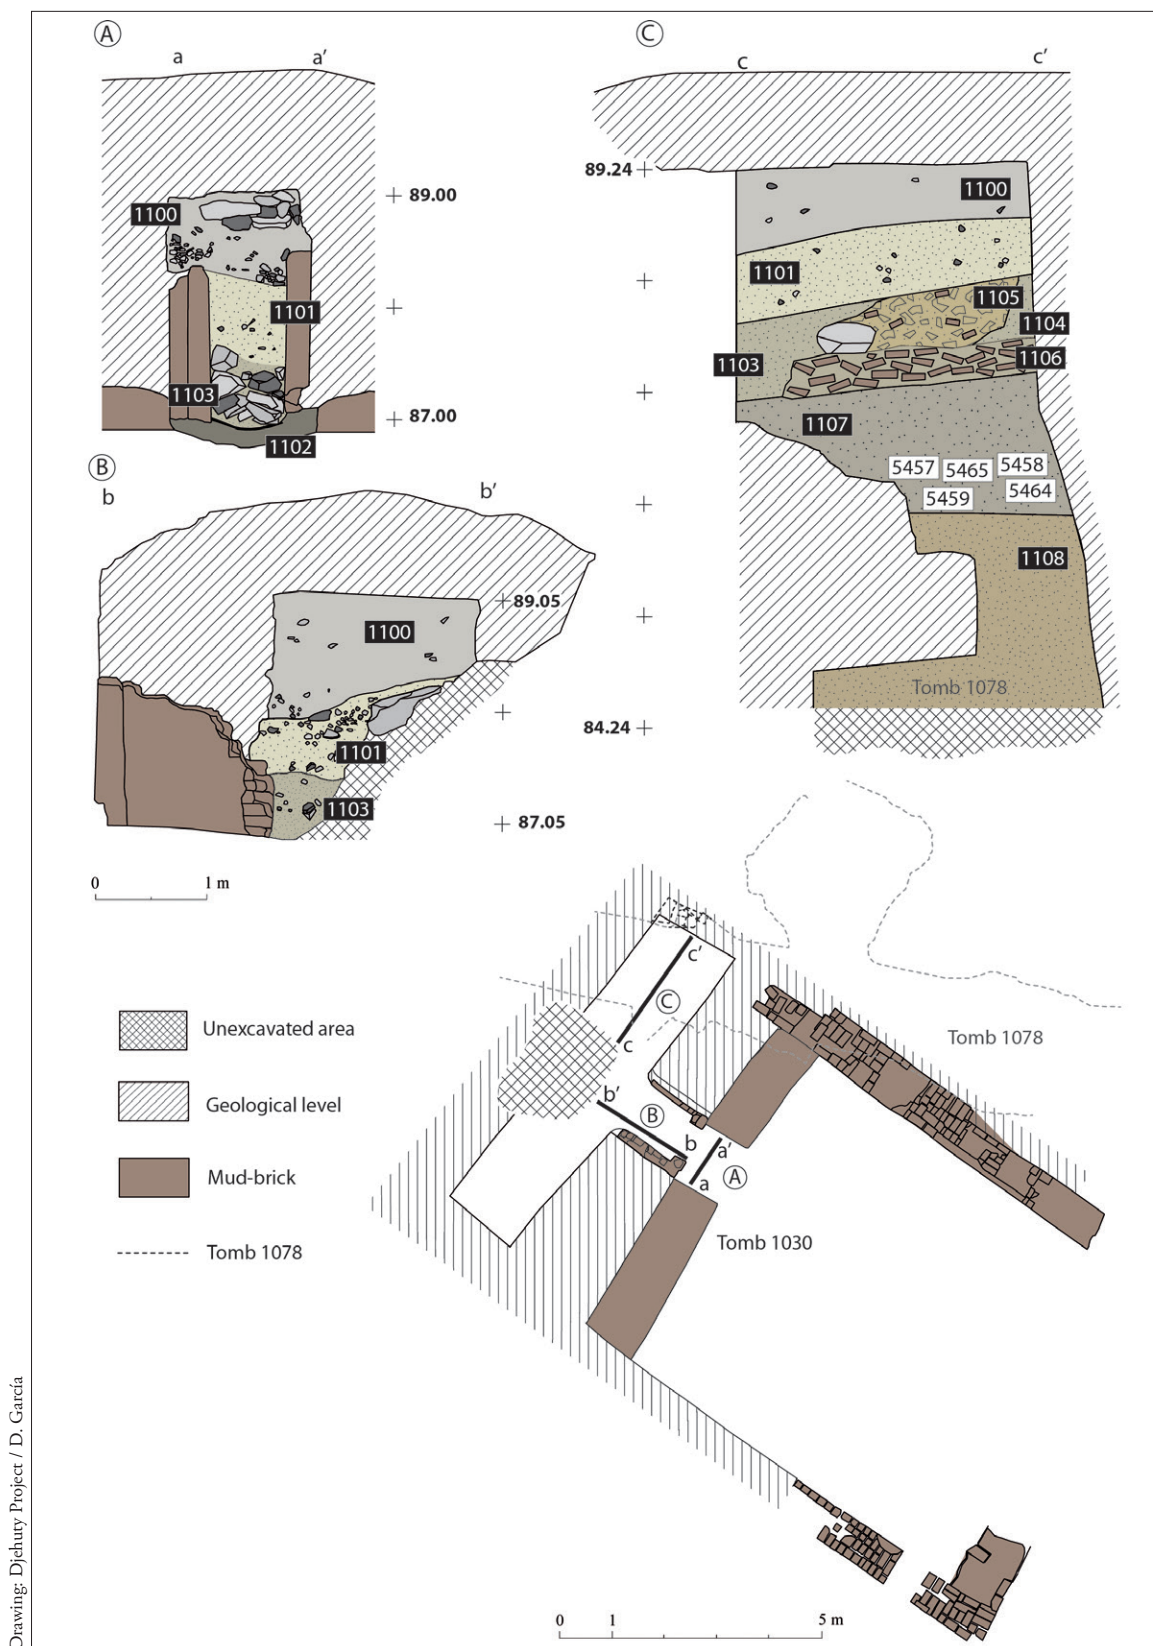 A
a a’
89.00
1100
1101
1103
87.00
1102
B
b b’
89.05
1100
1101
1103
87.05
0 1 m
C
c c’
89.24
1100
1101
1105
1104
1103
1106
1107
5457 5465 5458
5459 5464
1108
Tomb 1078
84.24
Unexcavated area
Geological level
Mud-brick
Tomb 1078
c’
C
c
Tomb 1078
b’
B
b
a’
A
a
Tomb 1030
0 1 5 m
Drawing: Djehuty Project / D. García